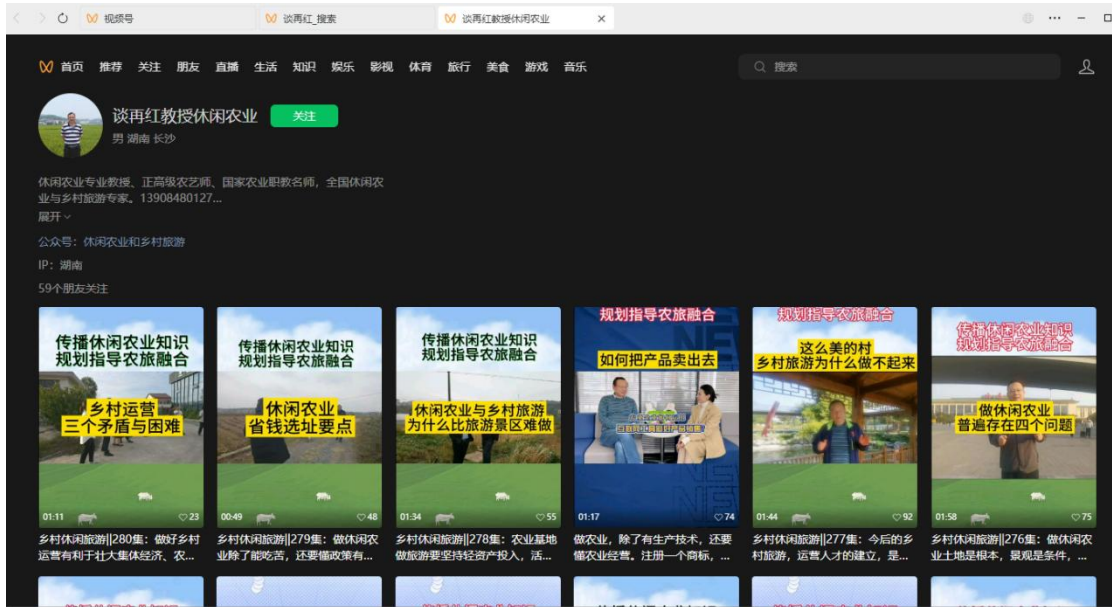 视频号
谈再红_搜索
谈再红教授休闲农业
首页 推荐 关注 朋友 直播 生活 知识 娱乐 影视 体育 旅行 美食 游戏 音乐
搜索
谈再红教授休闲农业
关注
男 湖南 长沙
休闲农业专业教授、正高级农艺师、国家农业职教名师，全国休闲农
业与乡村旅游专家。13908480127...
展开
公众号：休闲农业和乡村旅游
IP：湖南
59个朋友关注
传播休闲农业知识
规划指导农旅融合
乡村运营
三个矛盾与困难
01:11
23
乡村休闲旅游||280集：做好乡村
运营有利于壮大集体经济、农...
传播休闲农业知识
规划指导农旅融合
休闲农业
省钱选址要点
00:49
48
乡村休闲旅游||279集：做休闲农
业除了能吃苦，还要懂政策有...
传播休闲农业知识
规划指导农旅融合
休闲农业与乡村旅游
为什么比旅游景区难做
01:34
55
乡村休闲旅游||278集：农业基地
做旅游要坚持轻资产投入，活...
规划指导农旅融合
如何把产品卖出去
01:17
74
做农业，除了有生产技术，还要
懂农业经营。注册一个商标，...
规划指导农旅融合
这么美的村
乡村旅游为什么做不起来
01:44
92
乡村休闲旅游||277集：今后的乡
村旅游，运营人才的建立，是...
传播休闲农业知识
规划指导农旅融合
做休闲农业
普遍存在四个问题
01:58
75
乡村休闲旅游||276集：做休闲农
业土地是根本，景观是条件，...